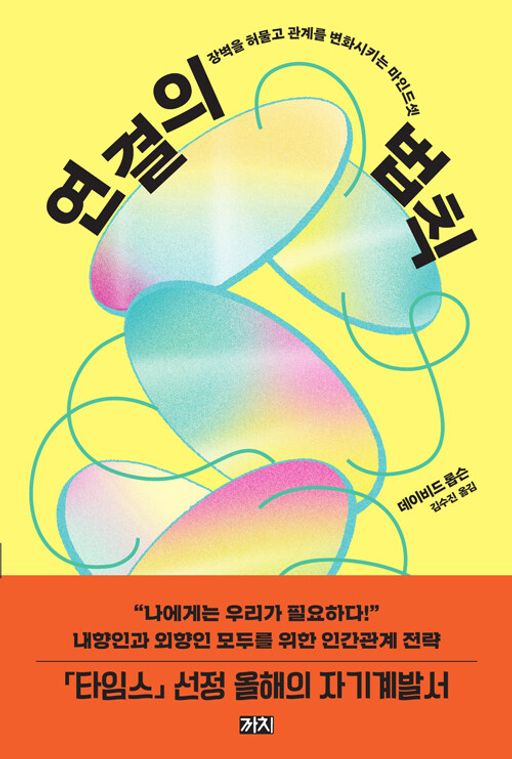 연결의 법칙
장벽을 허물고 관계를 변화시키는 마인드셋
데이비드 롭슨
김수진 옮김
“나에게는 우리가 필요하다!”
내향인과 외향인 모두를 위한 인간관계 전략
「타임스」 선정 올해의 자기계발서
까치